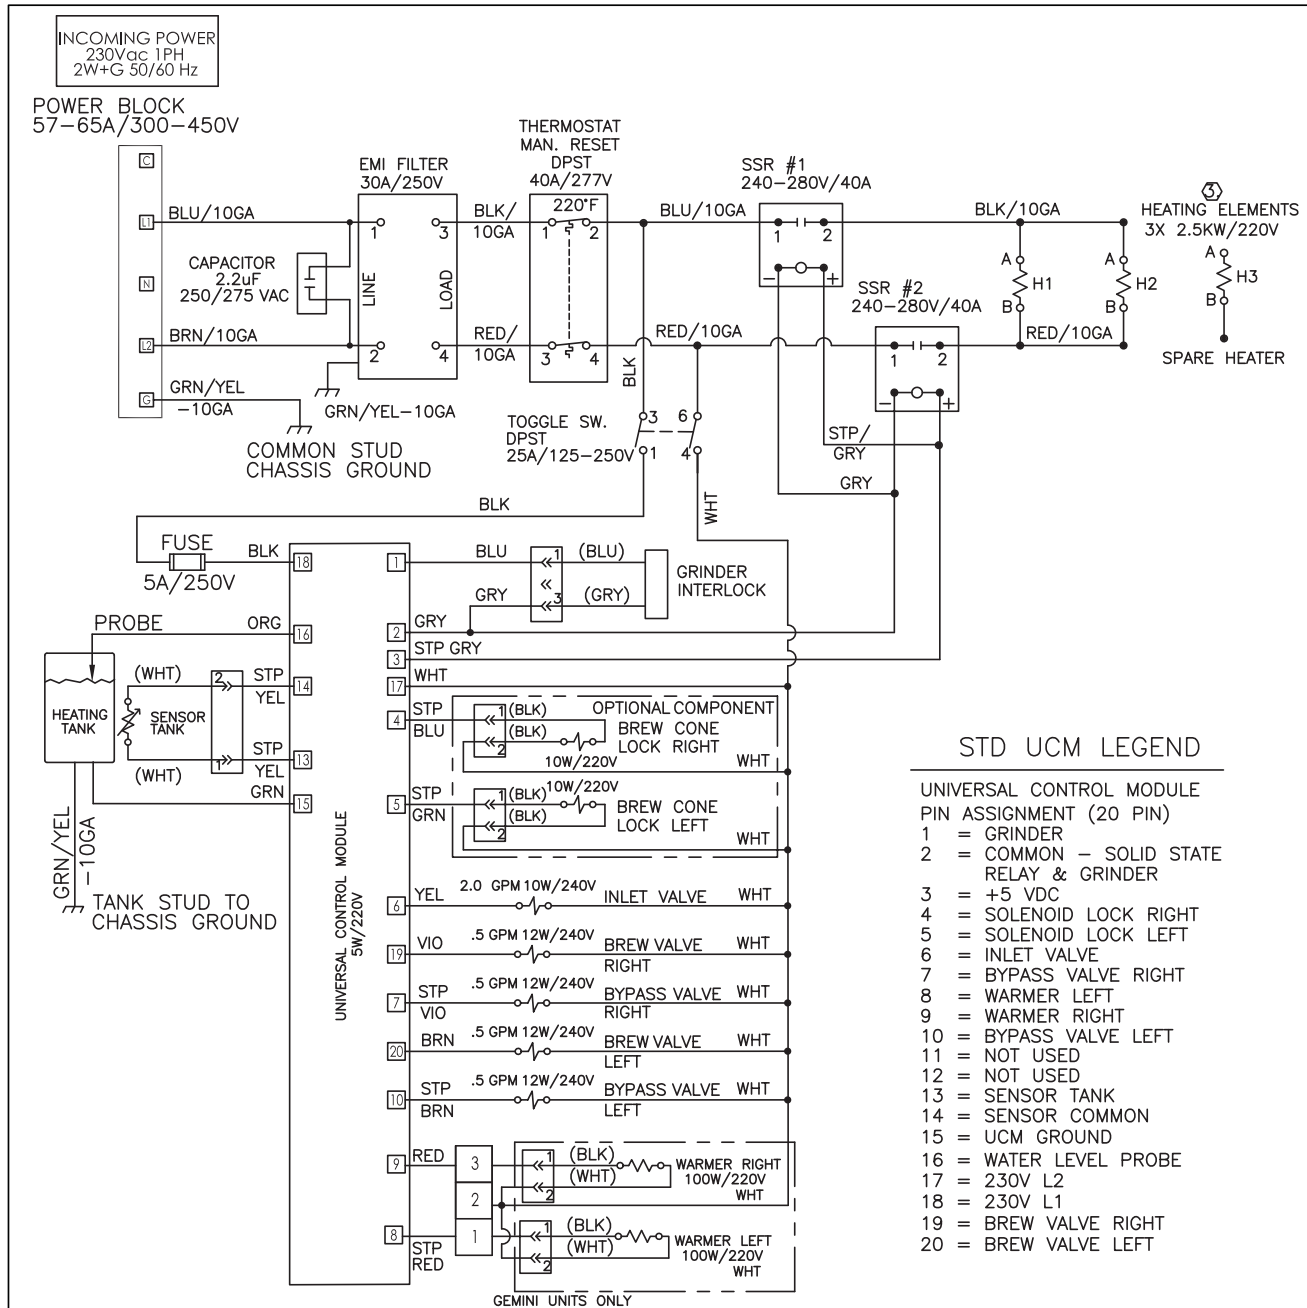 INCOMING POWER
230Vac 1PH
2W+G 50/60 Hz
POWER BLOCK
57-65A/300-450V
C
L1
N
L2
G
BLU/10GA
CAPACITOR
2.2uF
250/275 VAC
BRN/10GA
GRN/YEL
-10GA
COMMON STUD
CHASSIS GROUND
EMI FILTER
30A/250V
1
3
LINE
LOAD
2
4
GRN/YEL-10GA
BLK/
10GA
RED/
10GA
THERMOSTAT
MAN. RESET
DPST
40A/277V
220°F
1
2
3
4
BLU/10GA
RED/10GA
BLK
TOGGLE SW.
DPST
25A/125-250V
3
6
1
4
WHT
SSR #1
240-280V/40A
1
2
-
+
SSR #2
240-280V/40A
1
2
-
+
STP/
GRY
GRY
BLK/10GA
RED/10GA
3
HEATING ELEMENTS
3X 2.5KW/220V
A
H1
B
A
H2
B
A
H3
B
SPARE HEATER
BLK
FUSE
5A/250V
BLK
18
PROBE
ORG
16
HEATING
TANK
SENSOR
TANK
(WHT)
2
STP
YEL
14
(WHT)
1
STP
YEL
13
GRN
15
GRN/YEL
-10GA
TANK STUD TO
CHASSIS GROUND
UNIVERSAL CONTROL MODULE
5W/220V
1
BLU
1
(BLU)
GRINDER
INTERLOCK
GRY
3
(GRY)
2
GRY
3
STP GRY
17
WHT
OPTIONAL COMPONENT
4
STP
BLU
1
(BLK)
(BLK)
2
BREW CONE
LOCK RIGHT
10W/220V
WHT
5
STP
GRN
10W/220V
1
(BLK)
(BLK)
2
BREW CONE
LOCK LEFT
WHT
6
YEL
2.0 GPM 10W/240V
INLET VALVE
WHT
19
VIO
.5 GPM 12W/240V
BREW VALVE
RIGHT
WHT
7
STP
VIO
.5 GPM 12W/240V
BYPASS VALVE
RIGHT
WHT
20
BRN
.5 GPM 12W/240V
BREW VALVE
LEFT
WHT
10
STP
BRN
.5 GPM 12W/240V
BYPASS VALVE
LEFT
WHT
9
RED
3
2
1
1
(BLK)
(WHT)
2
WARMER RIGHT
100W/220V
WHT
8
STP
RED
1
(BLK)
(WHT)
2
WARMER LEFT
100W/220V
WHT
GEMINI UNITS ONLY
STD UCM LEGEND
UNIVERSAL CONTROL MODULE
PIN ASSIGNMENT (20 PIN)
1 = GRINDER
2 = COMMON - SOLID STATE
RELAY & GRINDER
3 = +5 VDC
4 = SOLENOID LOCK RIGHT
5 = SOLENOID LOCK LEFT
6 = INLET VALVE
7 = BYPASS VALVE RIGHT
8 = WARMER LEFT
9 = WARMER RIGHT
10 = BYPASS VALVE LEFT
11 = NOT USED
12 = NOT USED
13 = SENSOR TANK
14 = SENSOR COMMON
15 = UCM GROUND
16 = WATER LEVEL PROBE
17 = 230V L2
18 = 230V L1
19 = BREW VALVE RIGHT
20 = BREW VALVE LEFT